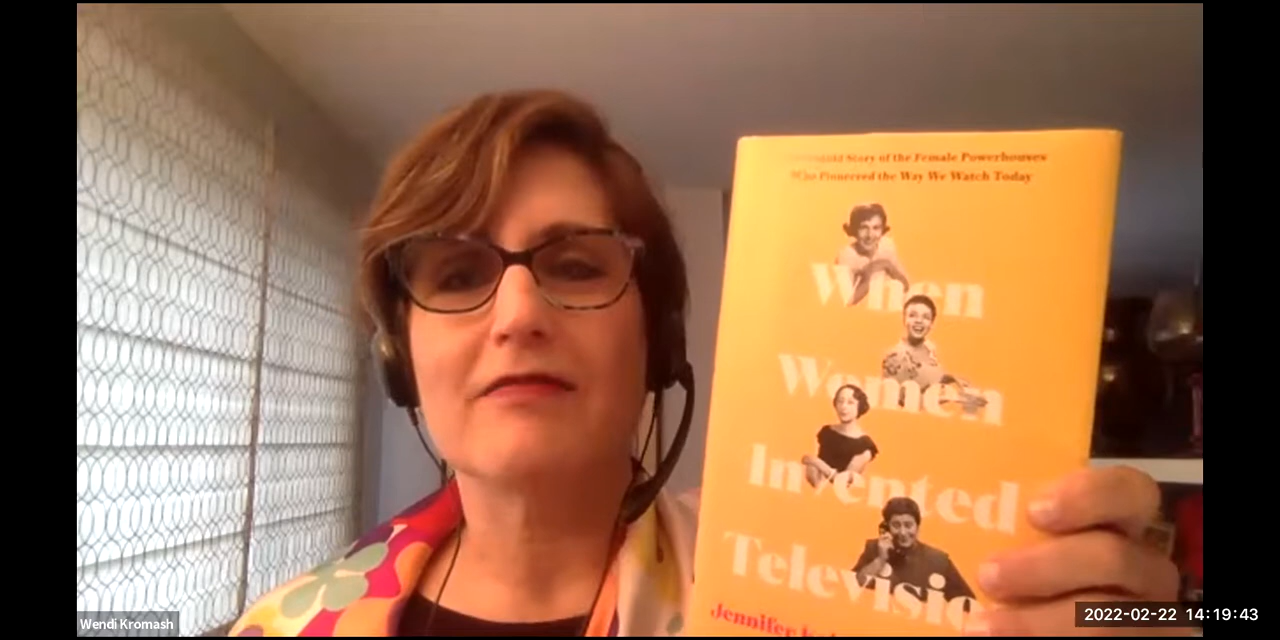 Story of the Female Powerhouses
Who Pioneered the Way We Watch Today
When
Women
Invented
Televisio
Jennifer
Wendi Kromash
2022-02-22 14:19:43